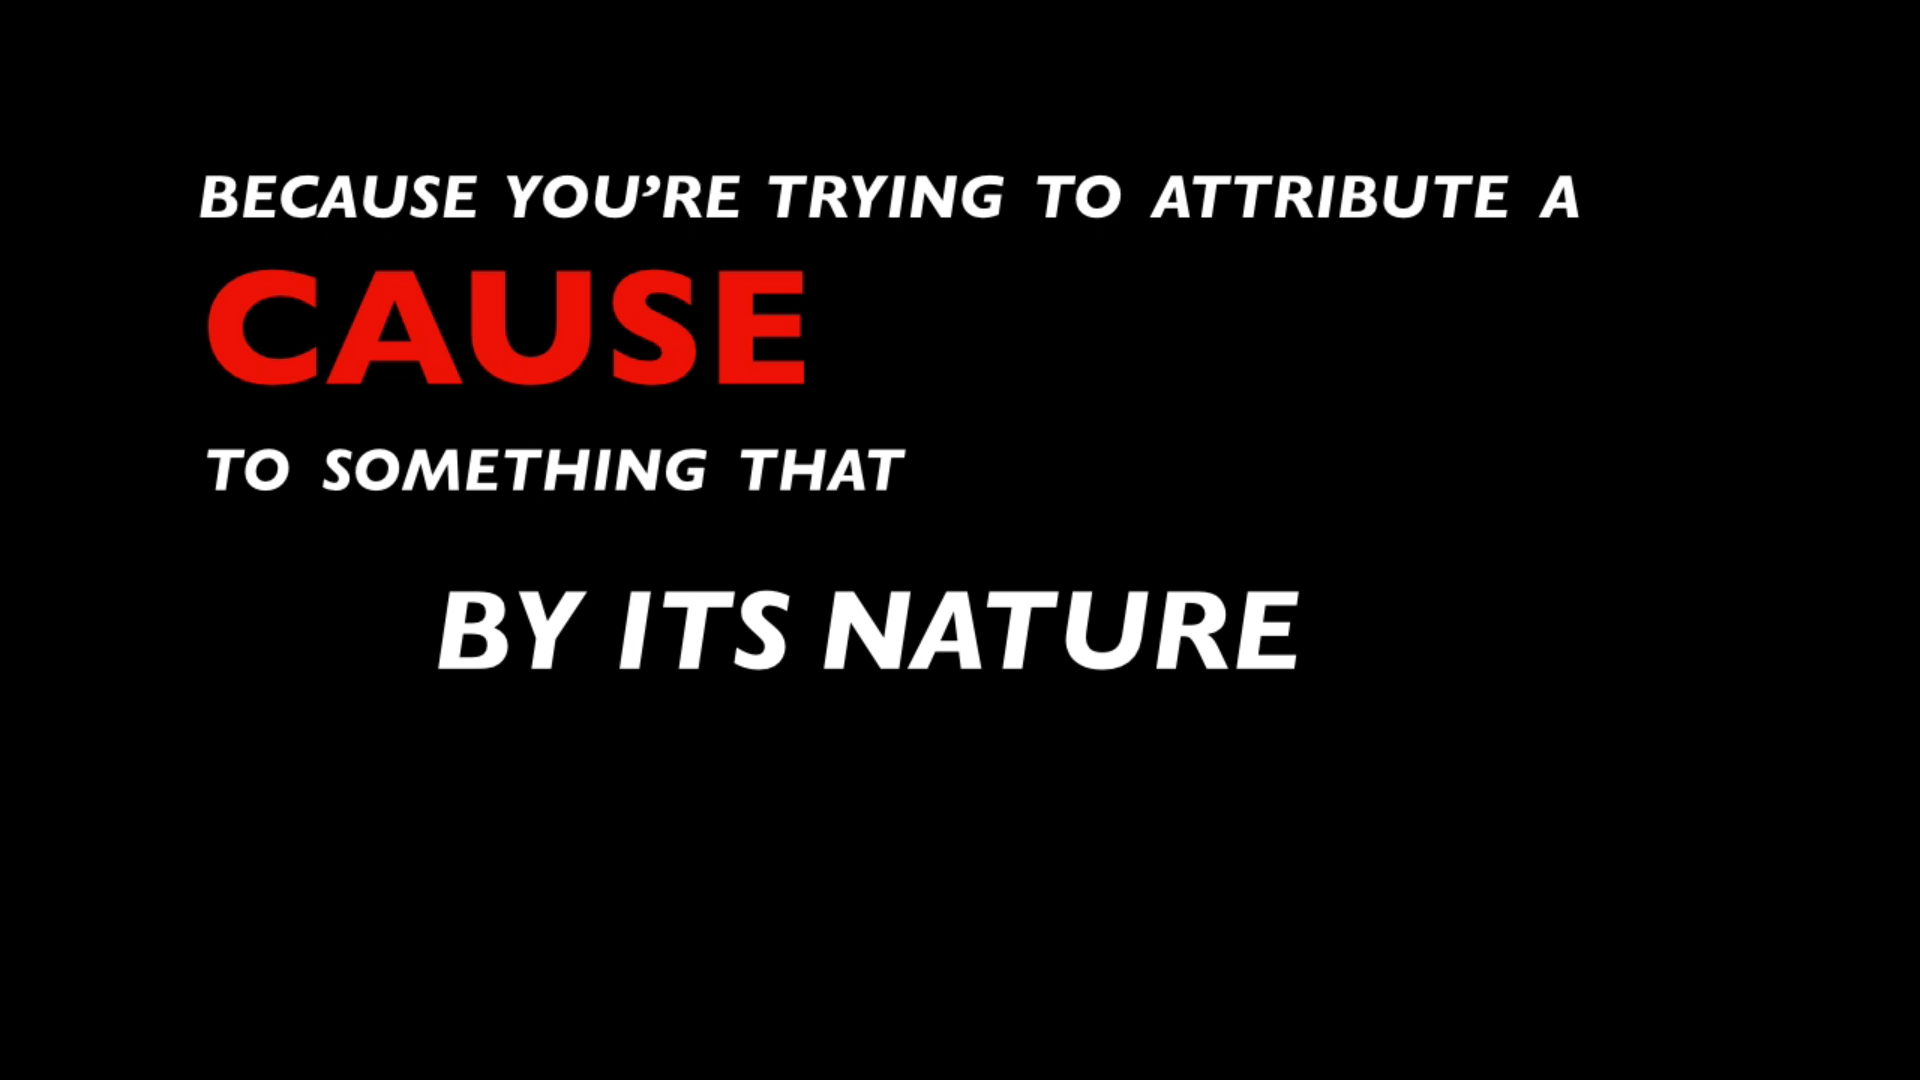 BECAUSE YOU’RE TRYING TO ATTRIBUTE A
CAUSE
TO SOMETHING THAT
BY ITS NATURE